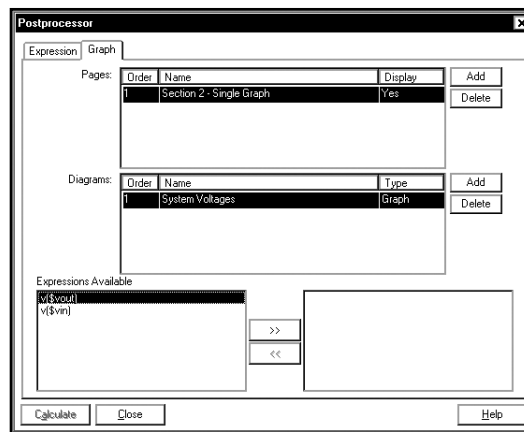 Postprocessor
Expression Graph
Pages: Order Name Display Add
1 Section 2 - Single Graph Yes Delete
Diagrams: Order Name Type Add
1 System Voltages Graph Delete
Expressions Available
v($vout)
v($vin)
>>
<<
Calculate Close Help